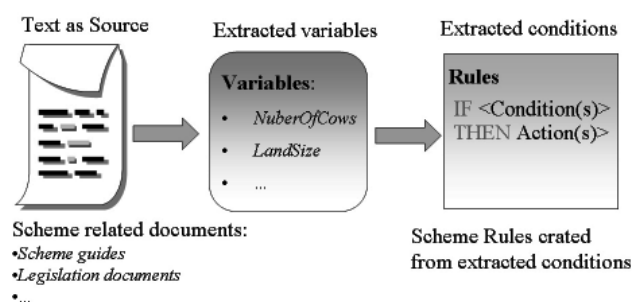 Text as Source
Extracted variables
Extracted conditions
Variables:
• NuberOfCows
• LandSize
• ...
Rules
IF <Condition(s)>
THEN Action(s)>
Scheme related documents:
•Scheme guides
•Legislation documents
•...
Scheme Rules crated
from extracted conditions